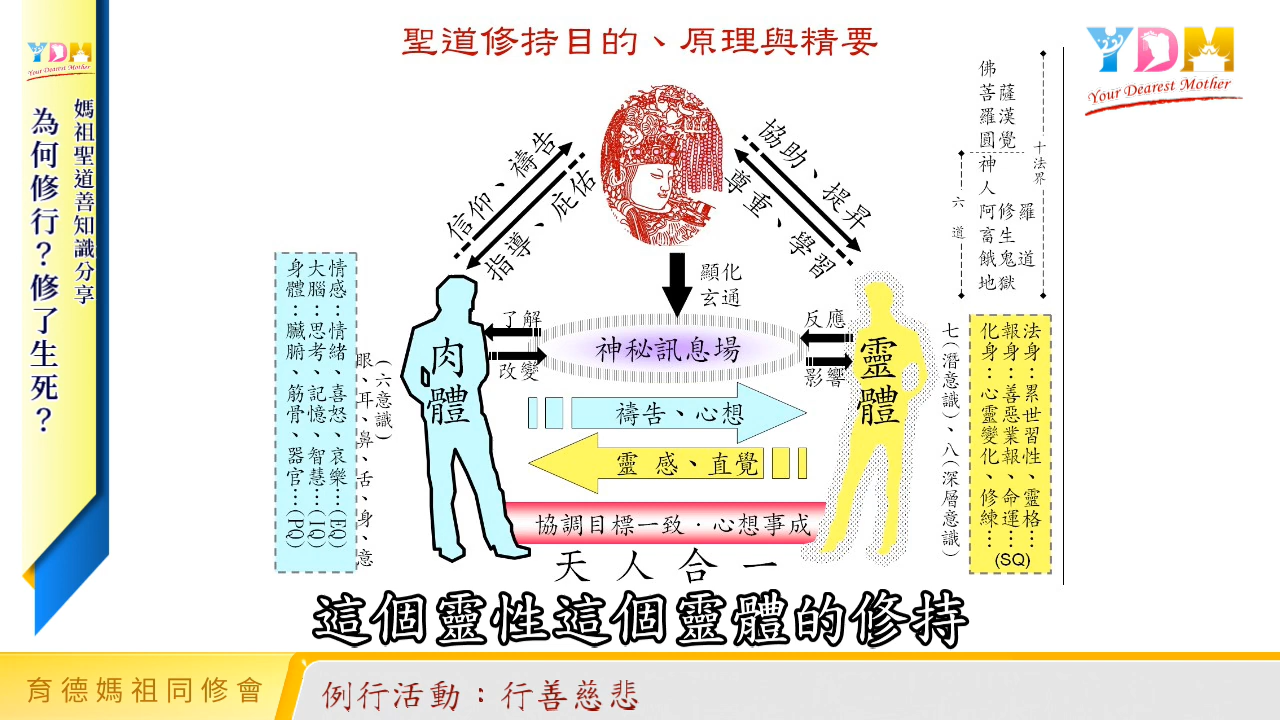 聖道修持目的、原理與精要
YDM
Your Dearest Mother
媽祖聖道善知識分享
為何修行？修了生死？
YDM
Your Dearest Mother
佛
菩薩
羅漢
圓覺
神
人
阿修羅
畜生
餓鬼道
地獄
十法界
六道
信仰、禱告
指導、庇佑
協助、提昇
尊重、學習
顯化
玄通
神秘訊息場
了解
改變
反應
影響
肉體
靈體
禱告、心想
靈感、直覺
協調目標一致．心想事成
天人合一
情感：情緒、喜怒、哀樂…(EQ)
大腦：思考、記憶、智慧…(IQ)
身體：臟腑、筋骨、器官…(PQ)
(六意識)
眼、耳、鼻、舌、身、意
七(潛意識)、八(深層意識)
法身：累世習性、靈格…
報身：善惡業報、命運…
化身：心靈變化、修練…
(SQ)
這個靈性這個靈體的修持
育德媽祖同修會
例行活動：行善慈悲